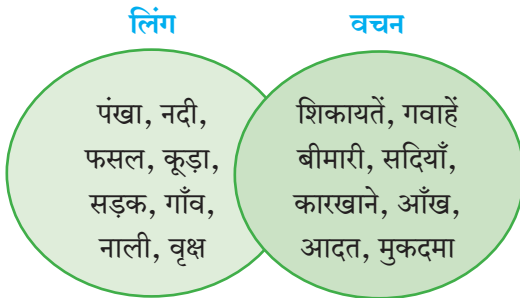 लिंग
वचन
पंखा, नदी,
फसल, कूड़ा,
सड़क, गाँव,
नाली, वृक्ष
शिकायतें, गवाहें
बीमारी, सदियाँ,
कारखाने, आँख,
आदत, मुकदमा